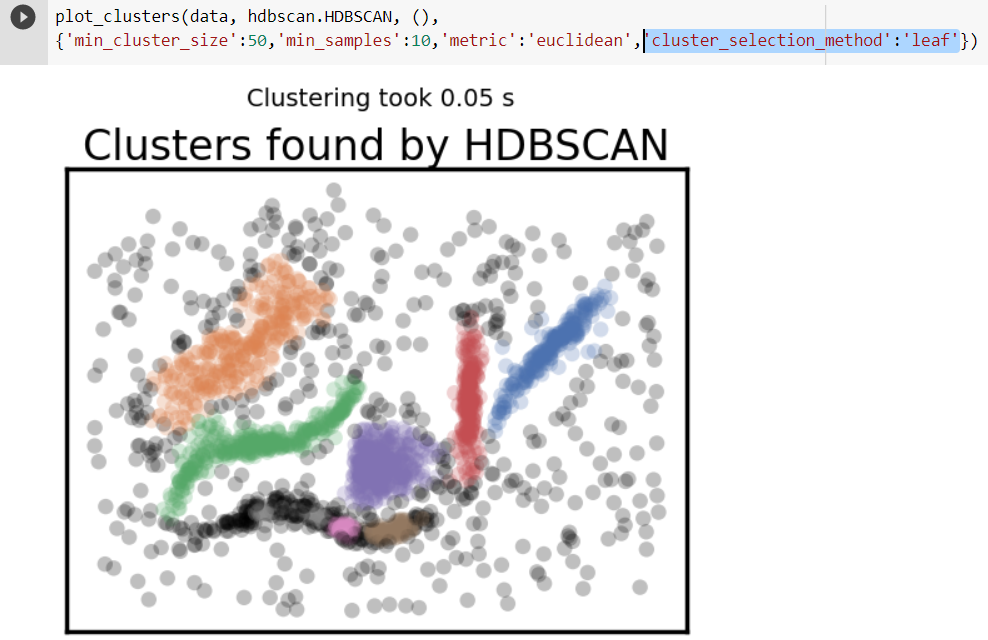 plot_clusters(data, hdbscan.HDBSCAN, (),
{'min_cluster_size':50,'min_samples':10,'metric':'euclidean','cluster_selection_method':'leaf'})
Clustering took 0.05 s
Clusters found by HDBSCAN